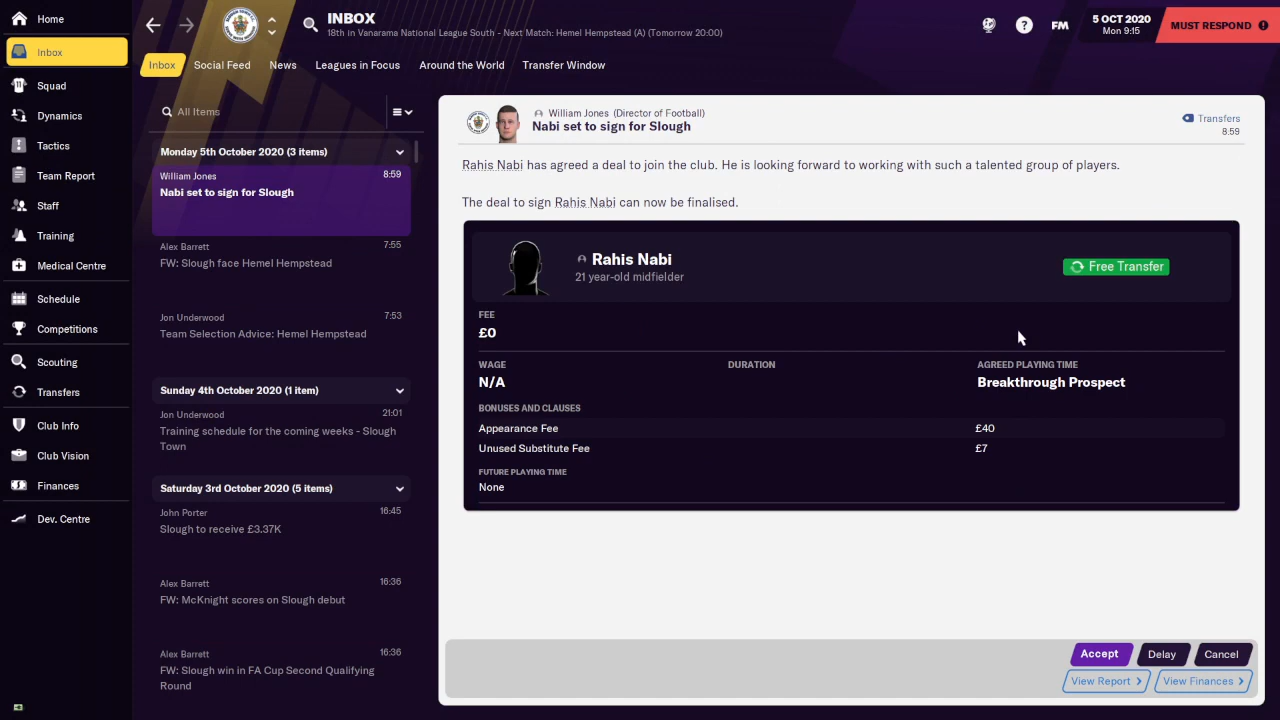 Home
INBOX
18th in Vanarama National League South - Next Match: Hemel Hempstead (A) (Tomorrow 20:00)
FM
5 OCT 2020
Mon 9:15
MUST RESPOND
Inbox
Squad
Dynamics
Tactics
Team Report
Staff
Training
Medical Centre
Schedule
Competitions
Scouting
Transfers
Club Info
Club Vision
Finances
Dev. Centre
Inbox
Social Feed
News
Leagues in Focus
Around the World
Transfer Window
All Items
Monday 5th October 2020 (3 items)
William Jones
8:59
Nabi set to sign for Slough
Alex Barrett
7:55
FW: Slough face Hemel Hempstead
Jon Underwood
7:53
Team Selection Advice: Hemel Hempstead
Sunday 4th October 2020 (1 item)
Jon Underwood
21:01
Training schedule for the coming weeks - Slough
Town
Saturday 3rd October 2020 (5 items)
John Porter
16:45
Slough to receive £3.37K
Alex Barrett
16:36
FW: McKnight scores on Slough debut
Alex Barrett
16:36
FW: Slough win in FA Cup Second Qualifying
Round
William Jones (Director of Football)
Nabi set to sign for Slough
Transfers
8:59
Rahis Nabi has agreed a deal to join the club. He is looking forward to working with such a talented group of players.
The deal to sign Rahis Nabi can now be finalised.
Rahis Nabi
21 year-old midfielder
Free Transfer
FEE
£0
WAGE
DURATION
AGREED PLAYING TIME
N/A
Breakthrough Prospect
BONUSES AND CLAUSES
Appearance Fee
£40
Unused Substitute Fee
£7
FUTURE PLAYING TIME
None
Accept
Delay
Cancel
View Report
View Finances